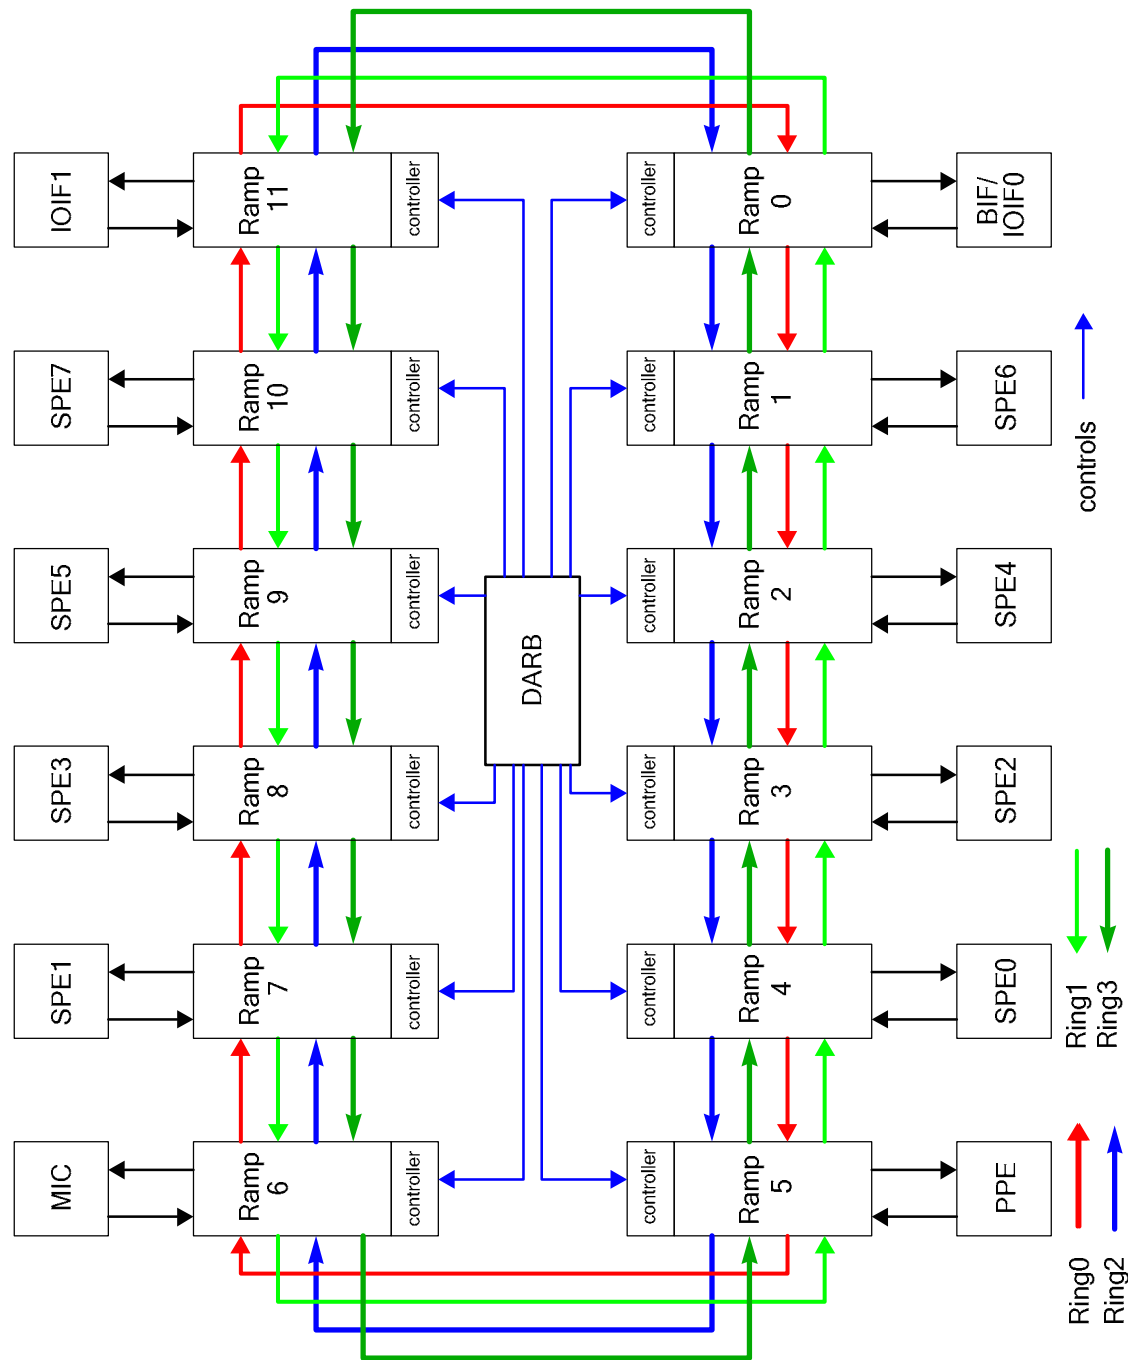 MIC
SPE1
SPE3
SPE5
SPE7
IOIF1
Ramp
6
Ramp
7
Ramp
8
Ramp
9
Ramp
10
Ramp
11
controller
controller
controller
controller
controller
controller
DARB
controller
controller
controller
controller
controller
controller
Ramp
5
Ramp
4
Ramp
3
Ramp
2
Ramp
1
Ramp
0
PPE
SPE0
SPE2
SPE4
SPE6
BIF/
IOIF0
Ring0
Ring2
Ring1
Ring3
controls